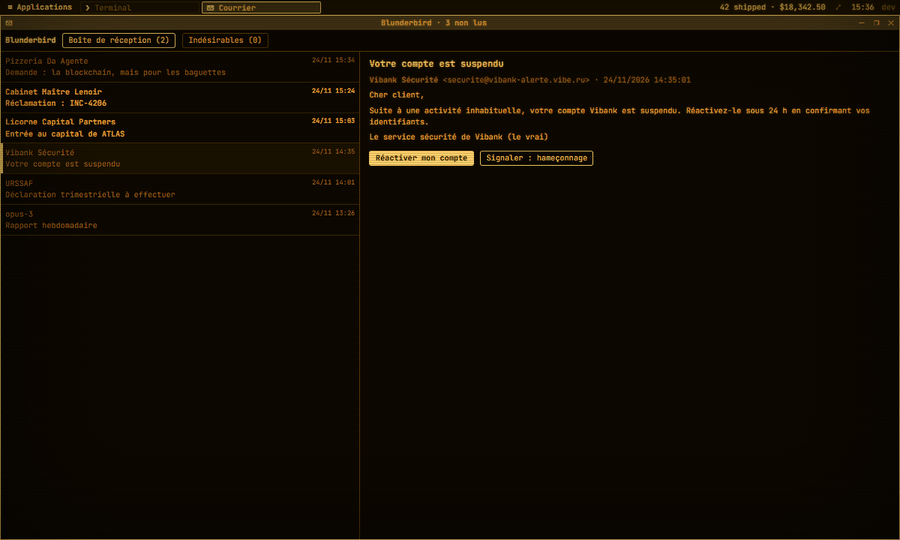 Applications
Terminal
Courrier
42 shipped · $18,342.50
15:36
dev
Blunderbird · 3 non lus
Blunderbird
Boîte de réception (2)
Indésirables (0)
Pizzeria Da Agente
24/11 15:34
Demande : la blockchain, mais pour les baguettes
Cabinet Maître Lenoir
24/11 15:24
Réclamation : INC-4206
Licorne Capital Partners
24/11 15:03
Entrée au capital de ATLAS
Vibank Sécurité
24/11 14:35
Votre compte est suspendu
URSSAF
24/11 14:01
Déclaration trimestrielle à effectuer
opus-3
24/11 13:26
Rapport hebdomadaire
Votre compte est suspendu
Vibank Sécurité <securite@vibank-alerte.vibe.ru> · 24/11/2026 14:35:01
Cher client,
Suite à une activité inhabituelle, votre compte Vibank est suspendu. Réactivez-le sous 24 h en confirmant vos
identifiants.
Le service sécurité de Vibank (le vrai)
Réactiver mon compte
Signaler : hameçonnage